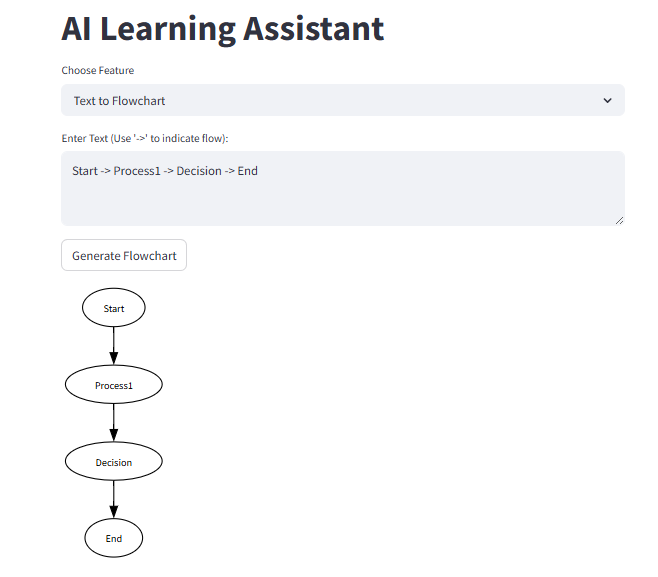 AI Learning Assistant
Choose Feature
Text to Flowchart
Enter Text (Use '->' to indicate flow):
Start -> Process1 -> Decision -> End
Generate Flowchart
Start
Process1
Decision
End